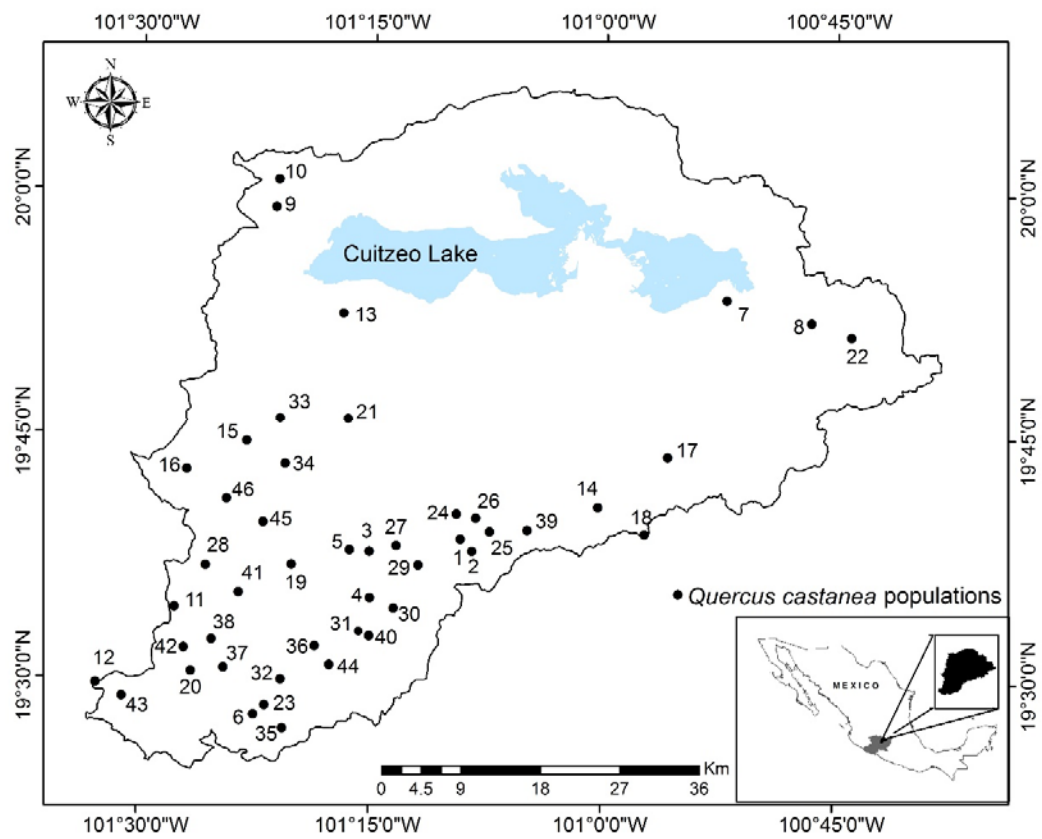 101°30'0"W 101°15'0"W 101°0'0"W 100°45'0"W
N
W E
S
20°0'0"N
20°0'0"N
10
9
Cuitzeo Lake
13
7
8
22
33
21
15
19°45'0"N
19°45'0"N
16
34
17
46
14
26
24
45
39
18
3
27
5
1
25
28
2
19
29
41
4
11
30
Quercus castanea populations
31
38
40
36
42
12
37
44
20
32
19°30'0"N
19°30'0"N
43
23
6
35
MEXICO
Km
0 4.5 9 18 27 36
101°30'0"W 101°15'0"W 101°0'0"W 100°45'0"W